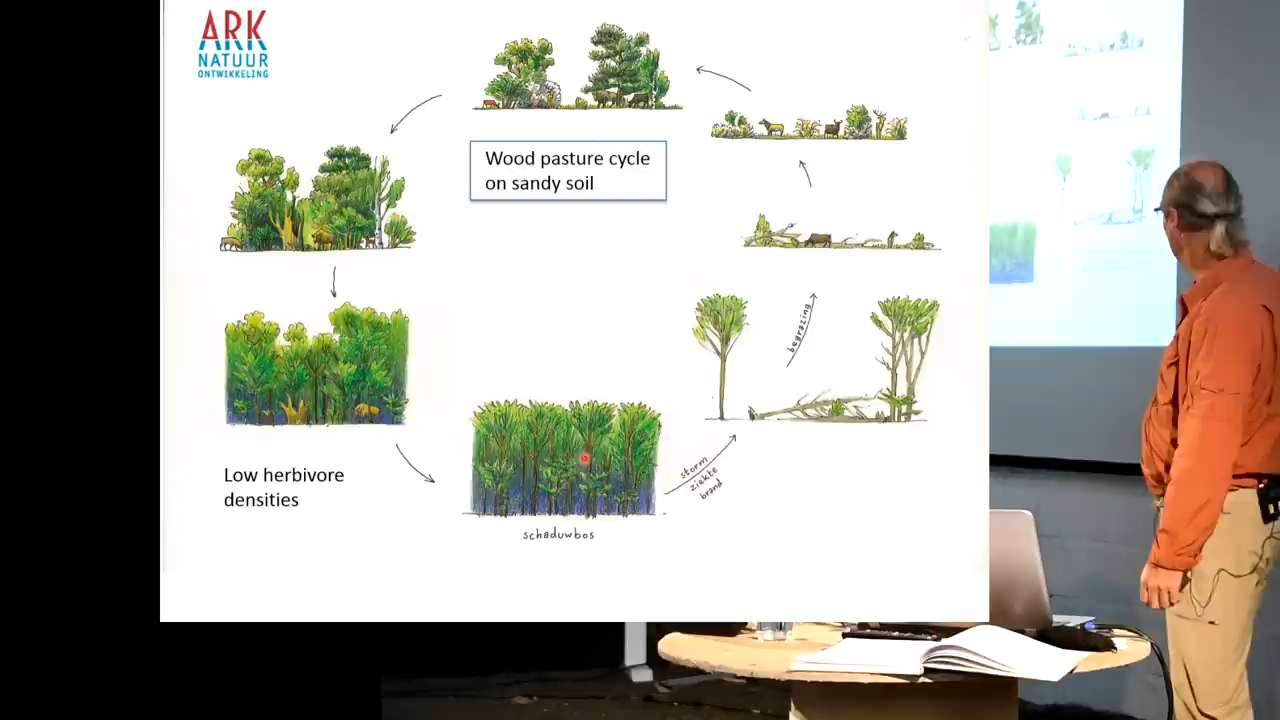 ARK
NATUUR
ONTWIKKELING
Wood pasture cycle
on sandy soil
begrazing
storm
ziekte
brand
Low herbivore
densities
schaduwbos